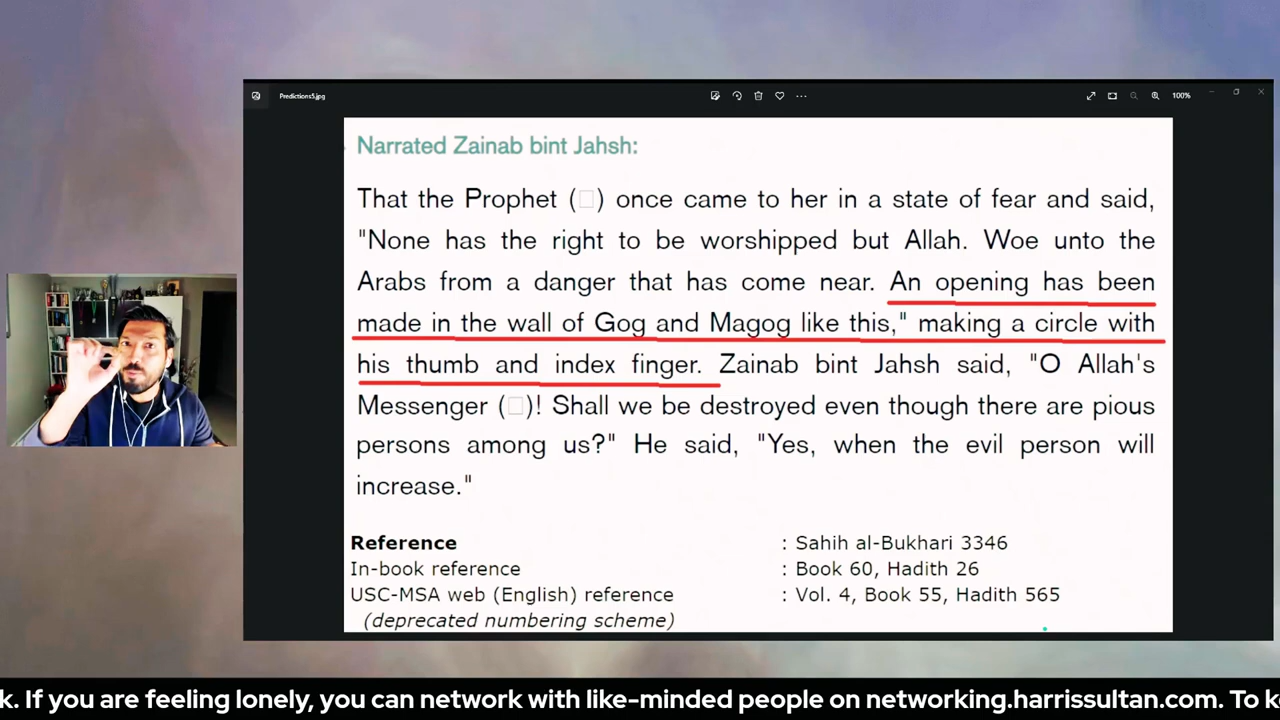 Predictions5.jpg
100%
Narrated Zainab bint Jahsh:
That the Prophet (□) once came to her in a state of fear and said,
"None has the right to be worshipped but Allah. Woe unto the
Arabs from a danger that has come near. An opening has been
made in the wall of Gog and Magog like this," making a circle with
his thumb and index finger. Zainab bint Jahsh said, "O Allah's
Messenger (□)! Shall we be destroyed even though there are pious
persons among us?" He said, "Yes, when the evil person will
increase."
Reference : Sahih al-Bukhari 3346
In-book reference : Book 60, Hadith 26
USC-MSA web (English) reference : Vol. 4, Book 55, Hadith 565
(deprecated numbering scheme)
k. If you are feeling lonely, you can network with like-minded people on networking.harrissultan.com. To k